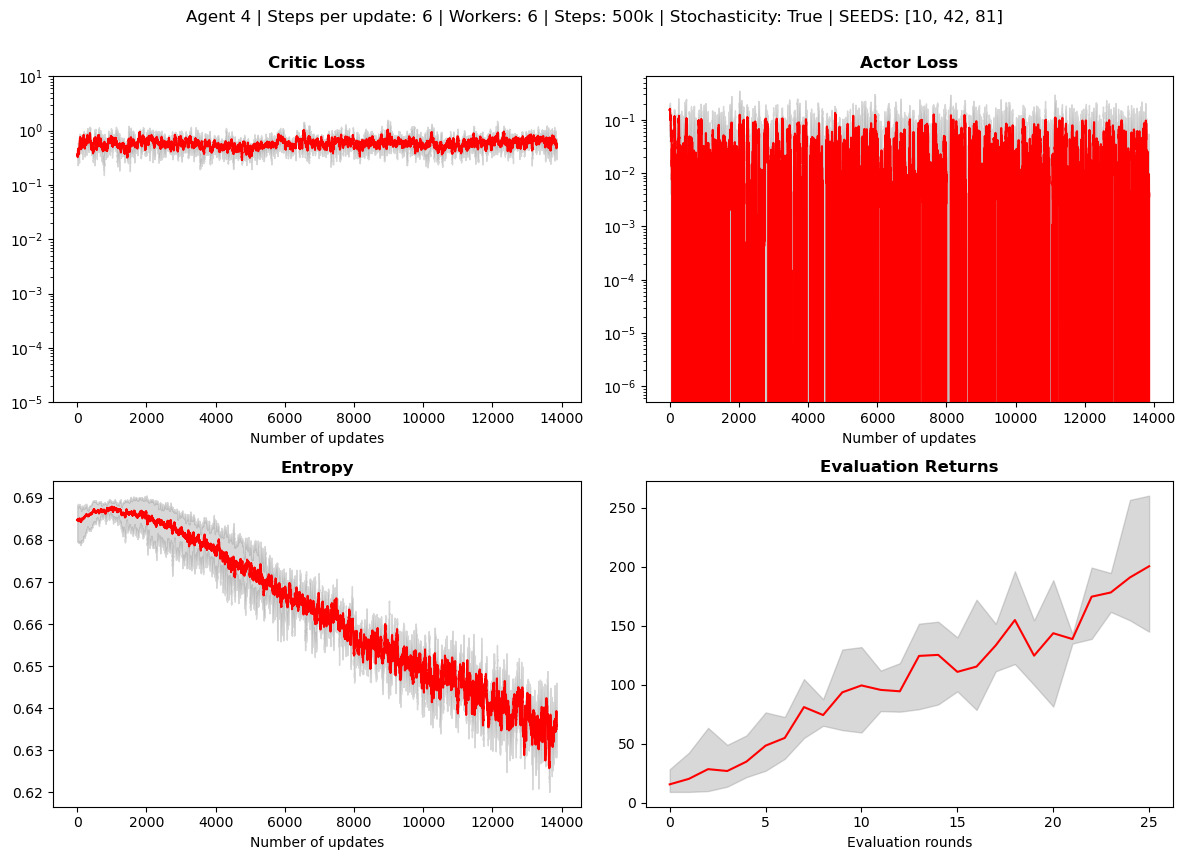 Agent 4 | Steps per update: 6 | Workers: 6 | Steps: 500k | Stochasticity: True | SEEDS: [10, 42, 81]
Critic Loss
10^1
10^0
10^-1
10^-2
10^-3
10^-4
10^-5
0 2000 4000 6000 8000 10000 12000 14000
Number of updates
Actor Loss
10^-1
10^-2
10^-3
10^-4
10^-5
10^-6
0 2000 4000 6000 8000 10000 12000 14000
Number of updates
Entropy
0.69
0.68
0.67
0.66
0.65
0.64
0.63
0.62
0 2000 4000 6000 8000 10000 12000 14000
Number of updates
Evaluation Returns
250
200
150
100
50
0
0 5 10 15 20 25
Evaluation rounds